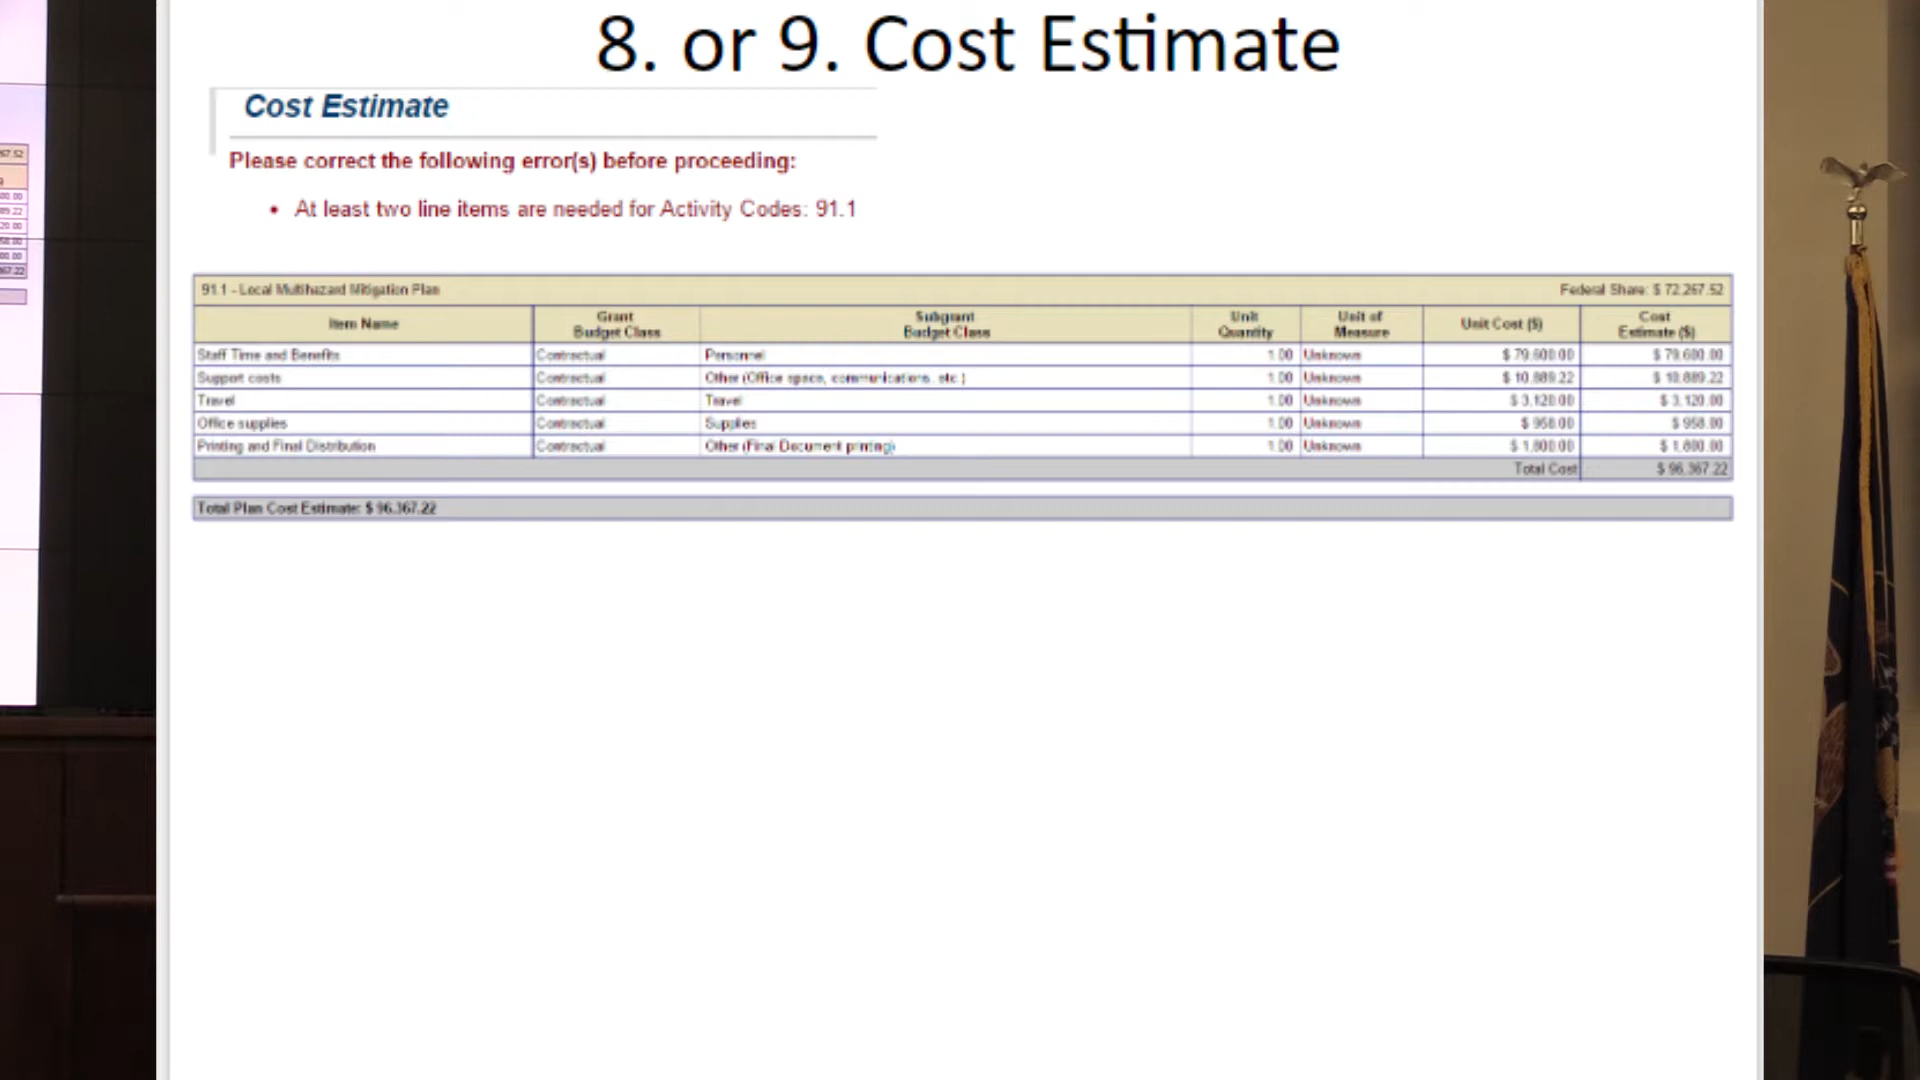 8. or 9. Cost Estimate
Cost Estimate
Please correct the following error(s) before proceeding:
• At least two line items are needed for Activity Codes: 91.1
91.1 - Local Multihazard Mitigation Plan Federal Share: $ 72,267.52
Item Name Grant Budget Class Subgrant Budget Class Unit Quantity Unit of Measure Unit Cost ($) Cost Estimate ($)
Staff Time and Benefits Contractual Personnel 1.00 Unknown $ 79,600.00 $ 79,600.00
Support costs Contractual Other (Office space, communications, etc.) 1.00 Unknown $ 10,889.22 $ 10,889.22
Travel Contractual Travel 1.00 Unknown $ 3,120.00 $ 3,120.00
Office supplies Contractual Supplies 1.00 Unknown $ 958.00 $ 958.00
Printing and Final Distribution Contractual Other (Final Document printing) 1.00 Unknown $ 1,800.00 $ 1,800.00
Total Cost $ 96,367.22
Total Plan Cost Estimate: $ 96,367.22